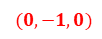 (0, −1, 0)